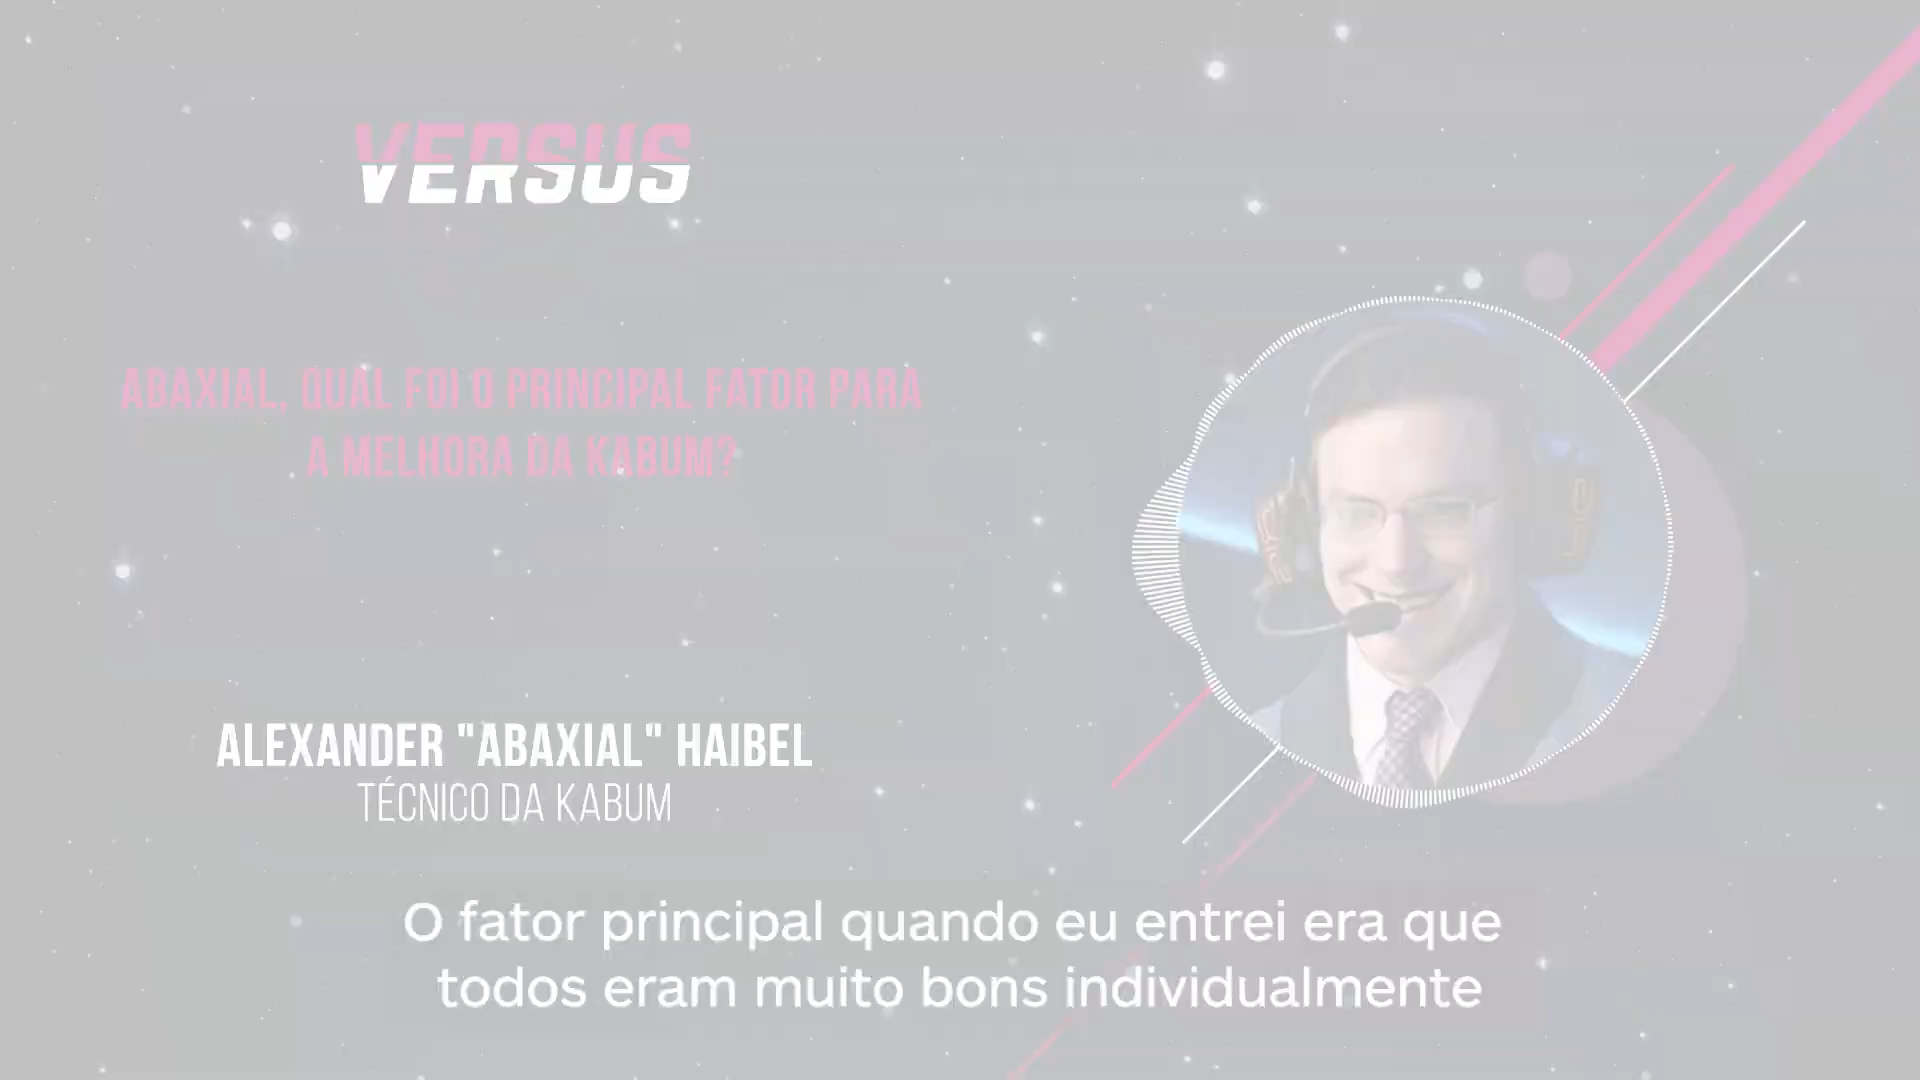 VERSUS
ABAXIAL, QUAL FOI O PRINCIPAL FATOR PARA
A MELHORA DA KABUM?
ALEXANDER "ABAXIAL" HAIBEL
TÉCNICO DA KABUM
O fator principal quando eu entrei era que
todos eram muito bons individualmente